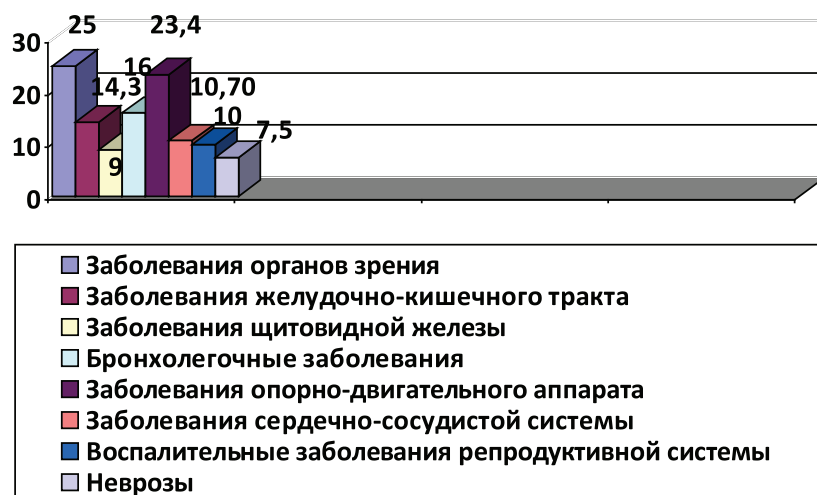 25
23,4
30
16
14,3
10,70
20
10
7,5
10
9
0
Заболевания органов зрения
Заболевания желудочно-кишечного тракта
Заболевания щитовидной железы
Бронхолегочные заболевания
Заболевания опорно-двигательного аппарата
Заболевания сердечно-сосудистой системы
Воспалительные заболевания репродуктивной системы
Неврозы